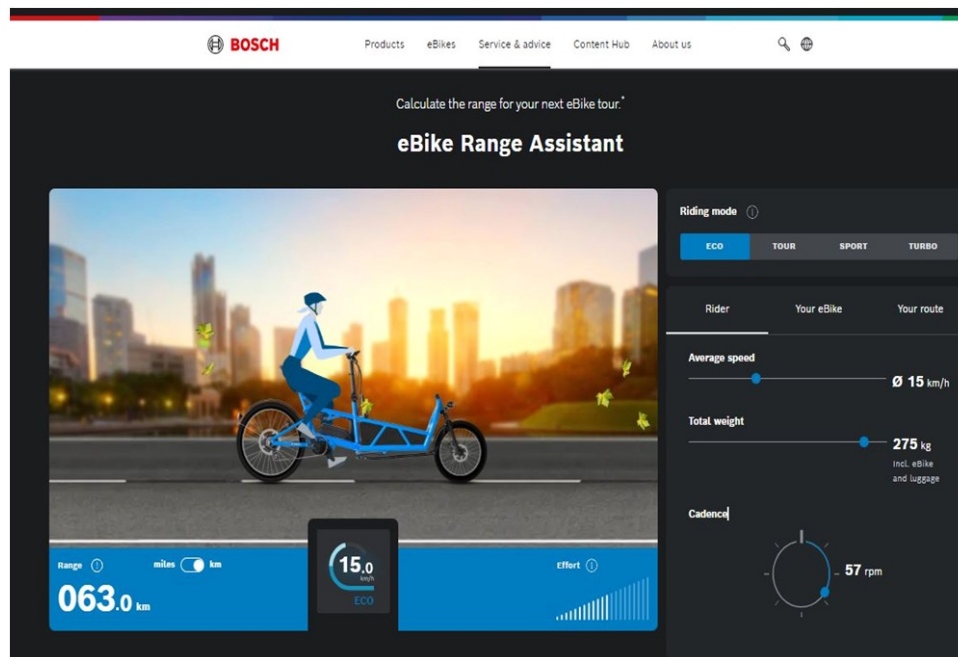 BOSCH
Products eBikes Service & advice Content Hub About us
Calculate the range for your next eBike tour.*
eBike Range Assistant
Riding mode
ECO TOUR SPORT TURBO
Rider Your eBike Your route
Average speed
Ø 15 km/h
Total weight
275 kg
Incl. eBike
and luggage
Cadence
57 rpm
Range miles km
063.0 km
15.0
km/h
ECO
Effort